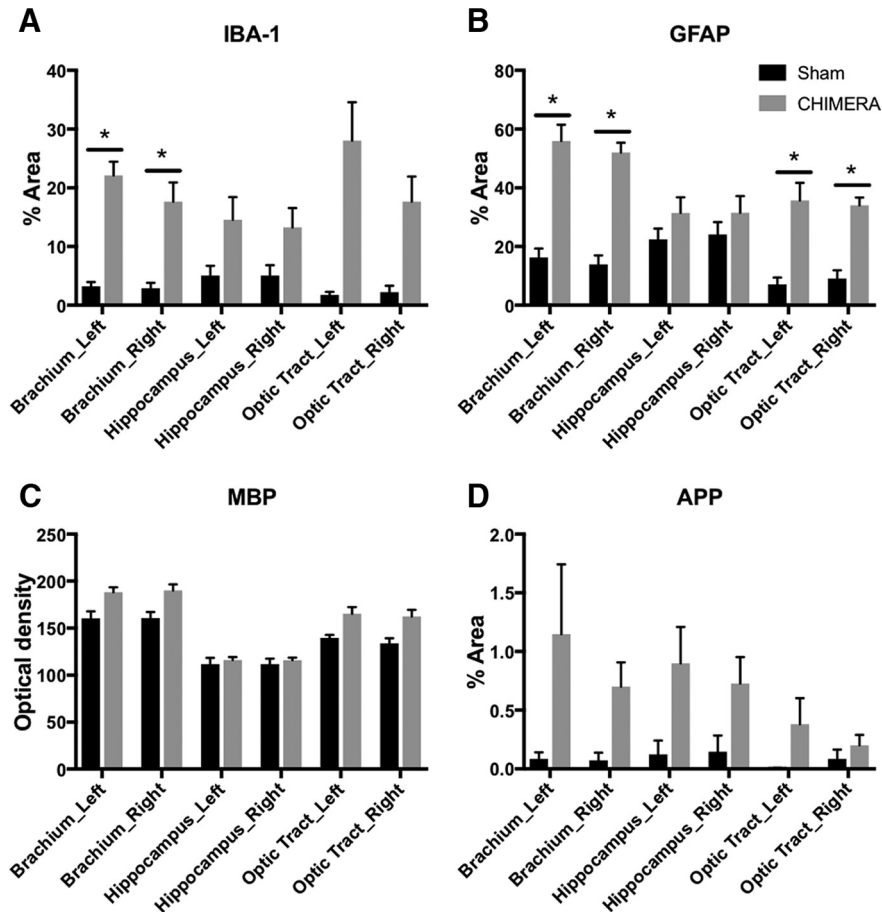 A
IBA-1
% Area
40
30
20
10
0
*
*
Brachium_Left
Brachium_Right
Hippocampus_Left
Hippocampus_Right
Optic Tract_Left
Optic Tract_Right
B
GFAP
Sham
CHIMERA
% Area
80
60
40
20
0
*
*
*
*
Brachium_Left
Brachium_Right
Hippocampus_Left
Hippocampus_Right
Optic Tract_Left
Optic Tract_Right
C
MBP
Optical density
250
200
150
100
50
0
Brachium_Left
Brachium_Right
Hippocampus_Left
Hippocampus_Right
Optic Tract_Left
Optic Tract_Right
D
APP
% Area
2.0
1.5
1.0
0.5
0.0
Brachium_Left
Brachium_Right
Hippocampus_Left
Hippocampus_Right
Optic Tract_Left
Optic Tract_Right